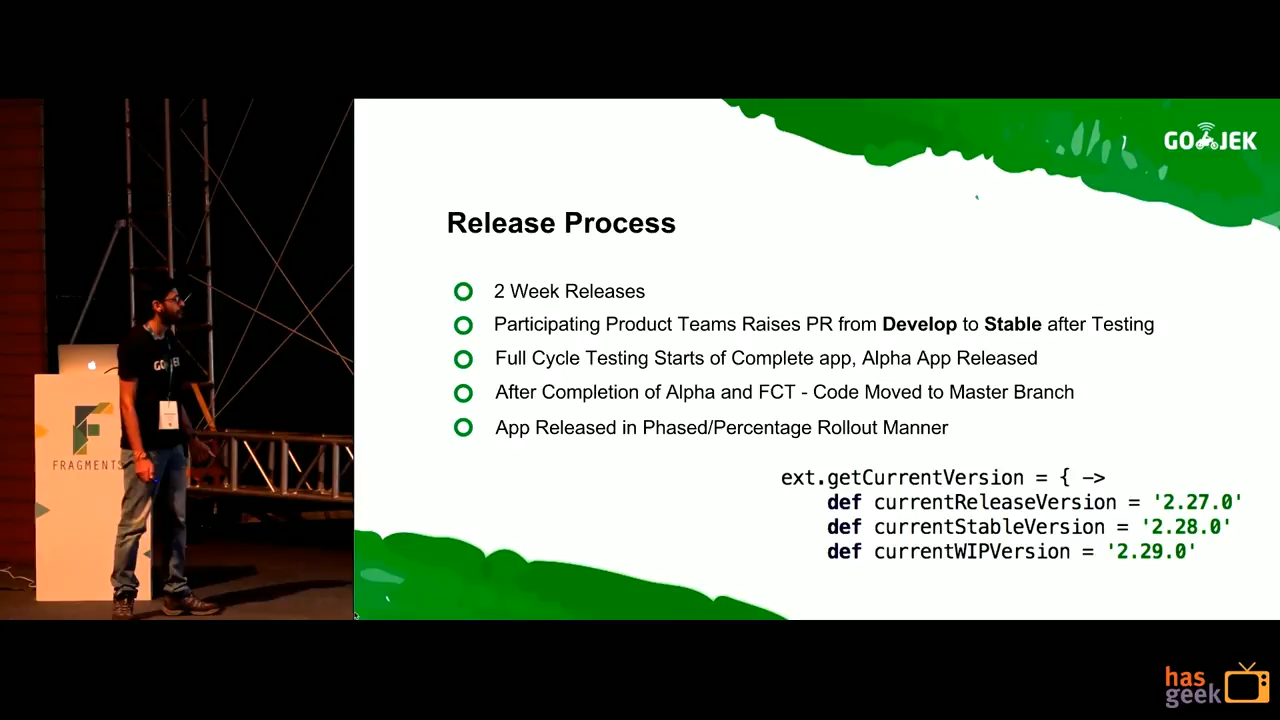 GO JEK
Release Process
2 Week Releases
Participating Product Teams Raises PR from Develop to Stable after Testing
Full Cycle Testing Starts of Complete app, Alpha App Released
After Completion of Alpha and FCT - Code Moved to Master Branch
App Released in Phased/Percentage Rollout Manner
ext.getCurrentVersion = { ->
def currentReleaseVersion = '2.27.0'
def currentStableVersion = '2.28.0'
def currentWIPVersion = '2.29.0'
FRAGMENTS
has
geek